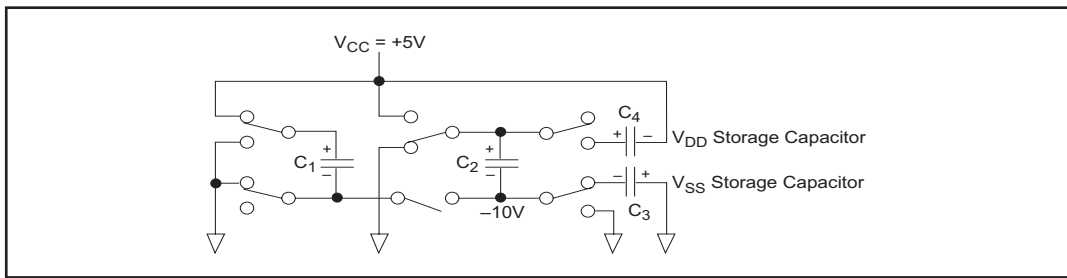 V_CC = +5V
C_4
+ −
V_DD Storage Capacitor
+
C_1
−
+
C_2
−
− +
V_SS Storage Capacitor
−10V
C_3